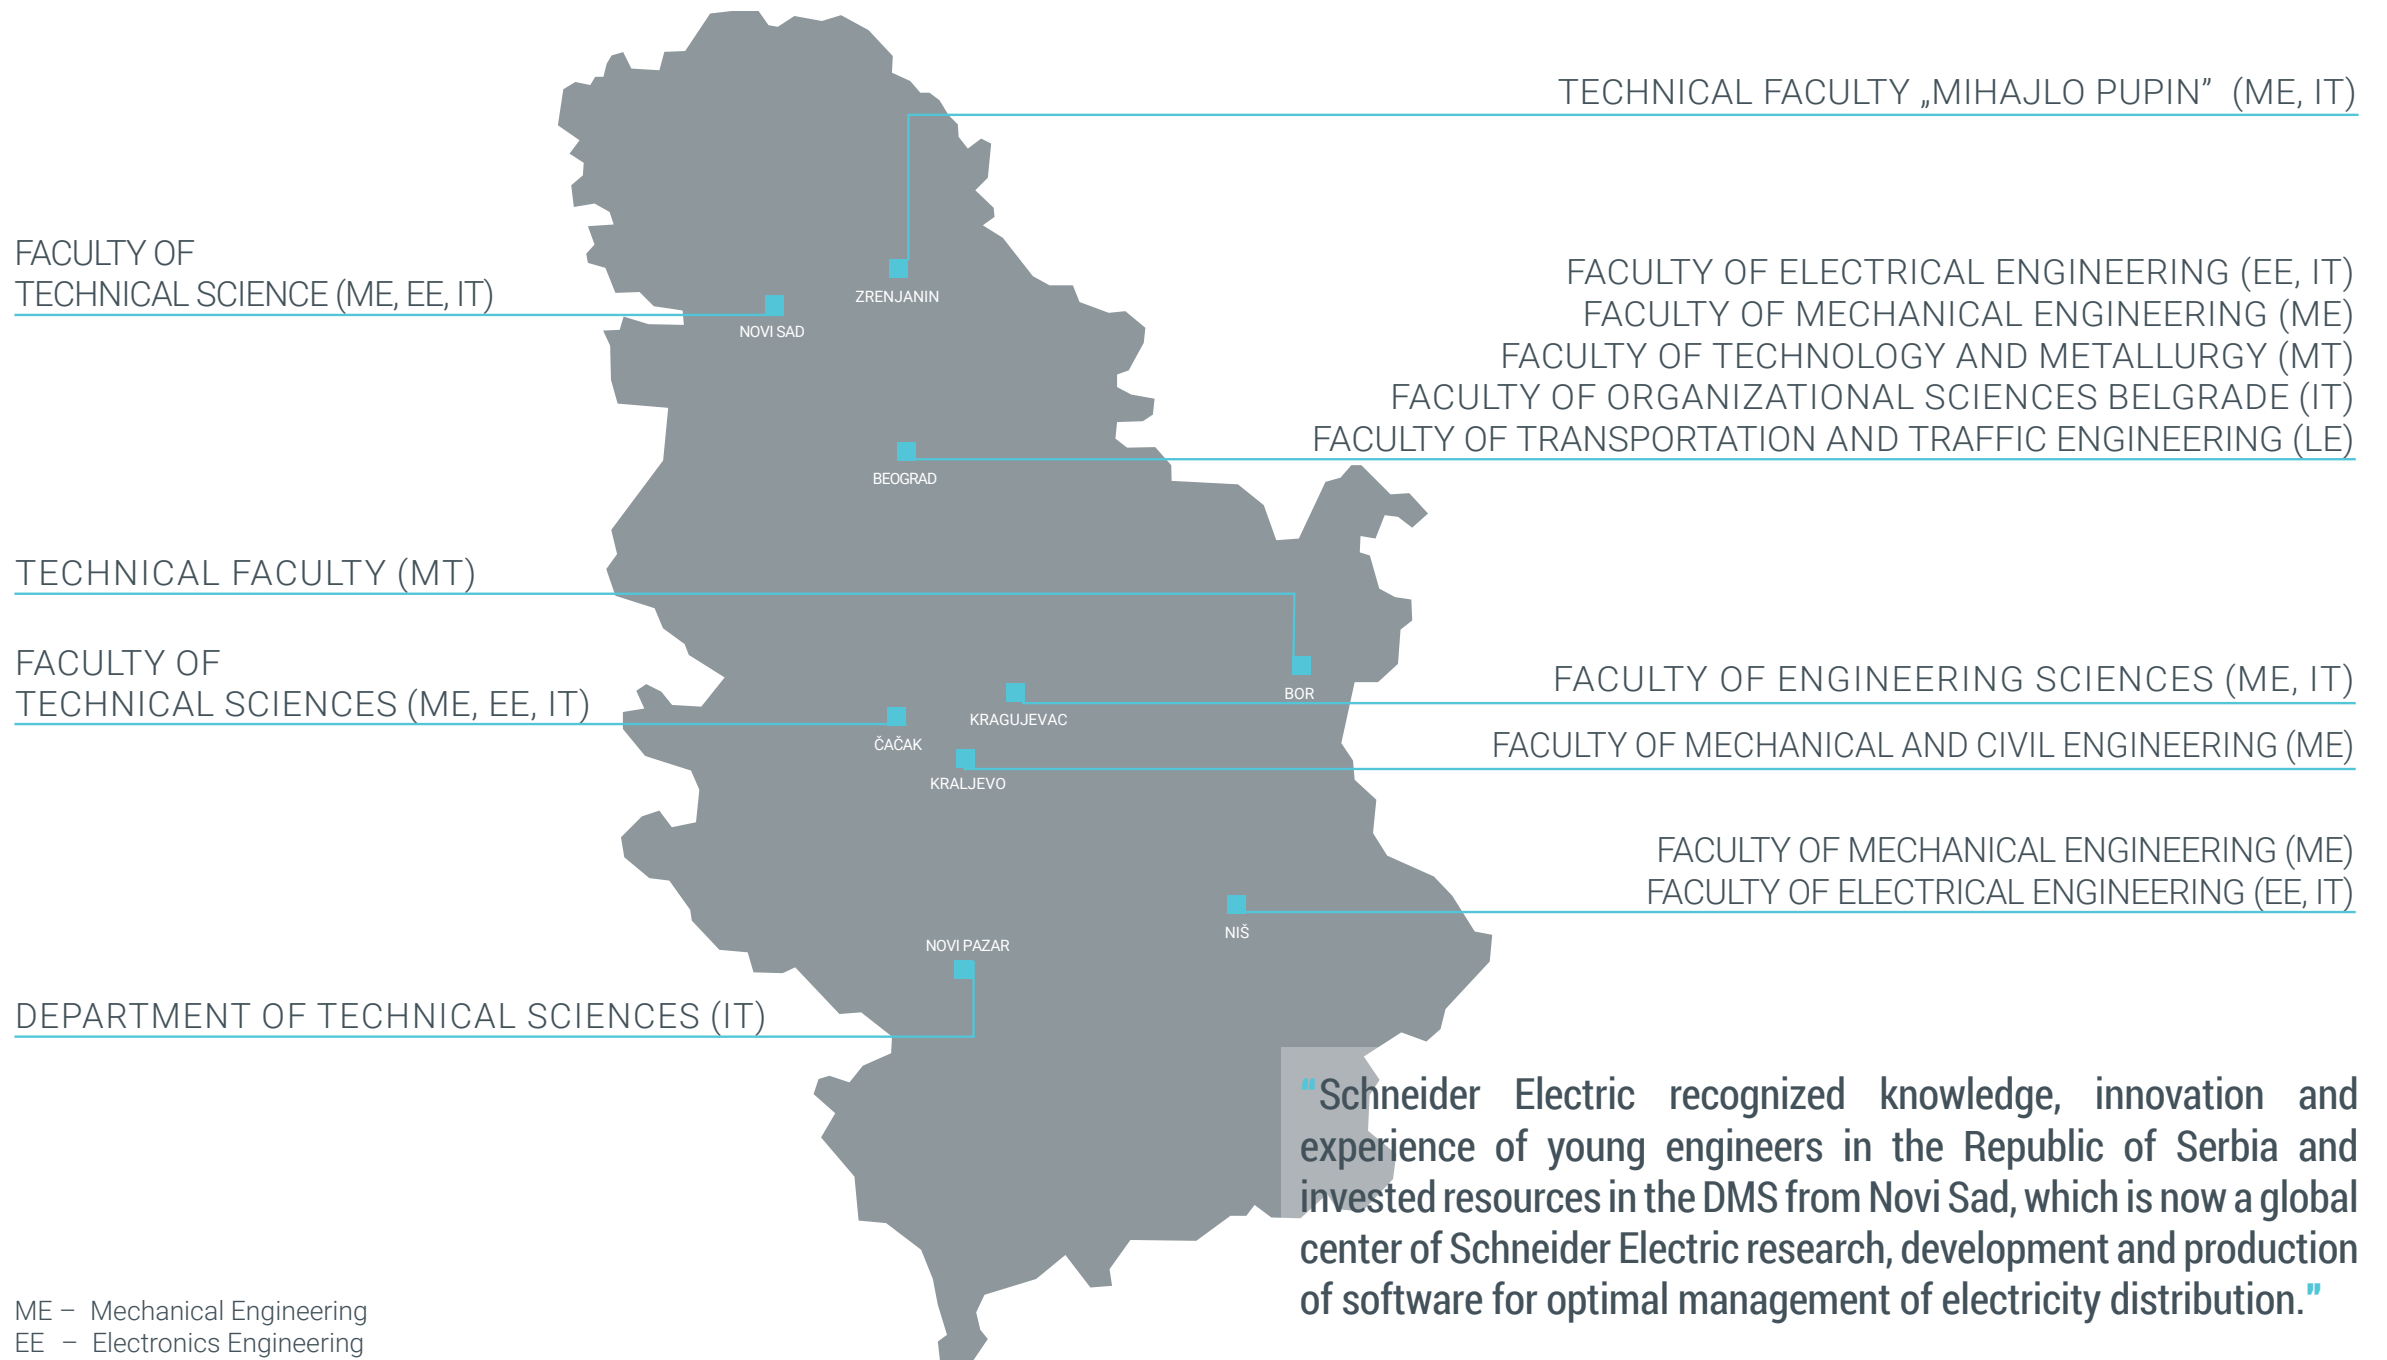 TECHNICAL FACULTY „MIHAJLO PUPIN” (ME, IT)
FACULTY OF
TECHNICAL SCIENCE (ME, EE, IT)
ZRENJANIN
NOVI SAD
FACULTY OF ELECTRICAL ENGINEERING (EE, IT)
FACULTY OF MECHANICAL ENGINEERING (ME)
FACULTY OF TECHNOLOGY AND METALLURGY (MT)
FACULTY OF ORGANIZATIONAL SCIENCES BELGRADE (IT)
FACULTY OF TRANSPORTATION AND TRAFFIC ENGINEERING (LE)
BEOGRAD
TECHNICAL FACULTY (MT)
FACULTY OF
TECHNICAL SCIENCES (ME, EE, IT)
BOR
FACULTY OF ENGINEERING SCIENCES (ME, IT)
KRAGUJEVAC
ČAČAK
FACULTY OF MECHANICAL AND CIVIL ENGINEERING (ME)
KRALJEVO
FACULTY OF MECHANICAL ENGINEERING (ME)
FACULTY OF ELECTRICAL ENGINEERING (EE, IT)
NIŠ
NOVI PAZAR
DEPARTMENT OF TECHNICAL SCIENCES (IT)
“Schneider Electric recognized knowledge, innovation and
experience of young engineers in the Republic of Serbia and
invested resources in the DMS from Novi Sad, which is now a global
center of Schneider Electric research, development and production
of software for optimal management of electricity distribution.”
ME – Mechanical Engineering
EE – Electronics Engineering